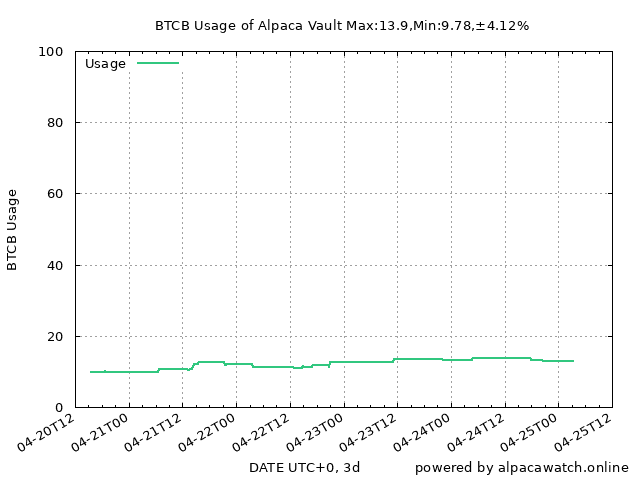 BTCB Usage of Alpaca Vault Max:13.9,Min:9.78,±4.12%
Usage
BTCB Usage
100
80
60
40
20
0
04-20T12
04-21T00
04-21T12
04-22T00
04-22T12
04-23T00
04-23T12
04-24T00
04-24T12
04-25T00
04-25T12
DATE UTC+0, 3d
powered by alpacawatch.online